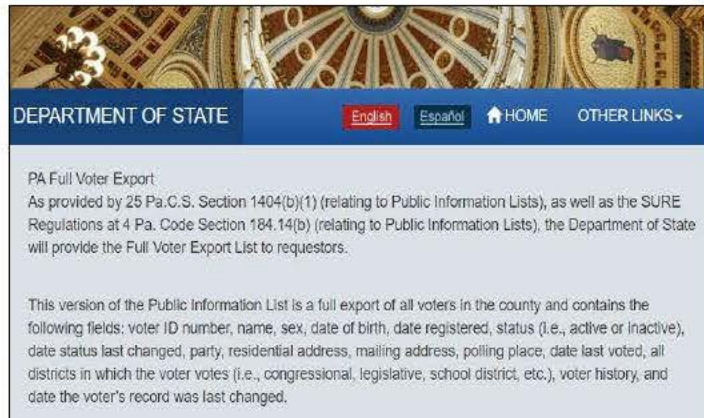 DEPARTMENT OF STATE English Español HOME OTHER LINKS
PA Full Voter Export
As provided by 25 Pa.C.S. Section 1404(b)(1) (relating to Public Information Lists), as well as the SURE
Regulations at 4 Pa. Code Section 184.14(b) (relating to Public Information Lists), the Department of State
will provide the Full Voter Export List to requestors.
This version of the Public Information List is a full export of all voters in the county and contains the
following fields: voter ID number, name, sex, date of birth, date registered, status (i.e., active or inactive),
date status last changed, party, residential address, mailing address, polling place, date last voted, all
districts in which the voter votes (i.e., congressional, legislative, school district, etc.), voter history, and
date the voter's record was last changed.